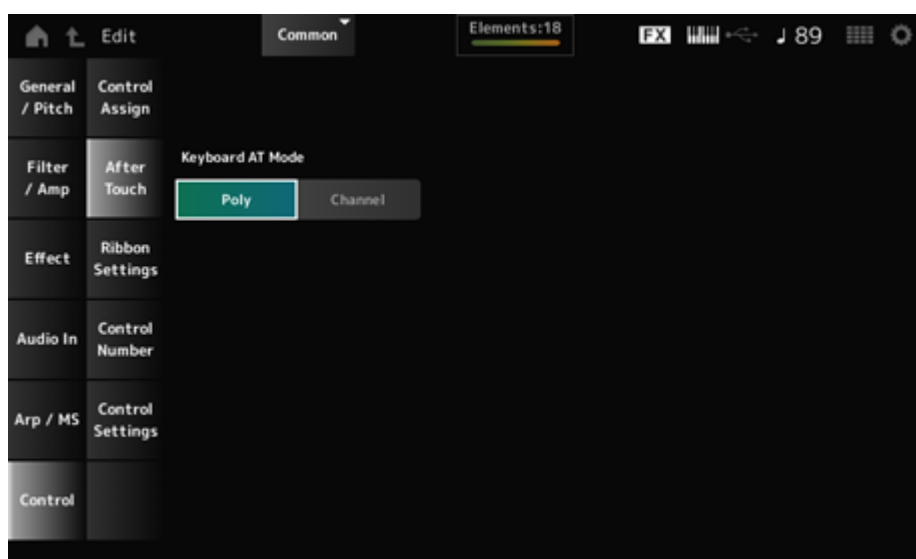 Edit
Common
Elements:18
FX
♩ 89
General
/ Pitch
Control
Assign
Filter
/ Amp
After
Touch
Keyboard AT Mode
Poly
Channel
Effect
Ribbon
Settings
Audio In
Control
Number
Arp / MS
Control
Settings
Control